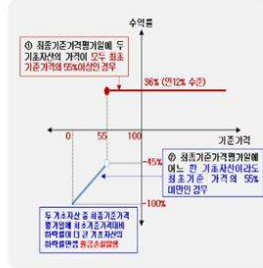 수익률
① 최종기준가격평가일에 두
기초자산의 가격이 모두 최초
기준가격의 55%이상인 경우
36% (연12% 수준)
0
55
100
기준가격
-45%
② 최종기준가격평가일에
어느 한 기초자산이라도
최초기준 가격의 55%
미만인 경우
-100%
두 기초자산 중 최종기준가격
평가일에 최초기준가격대비
하락률이 더 큰 기초자산의
하락률만큼 원금손실발생